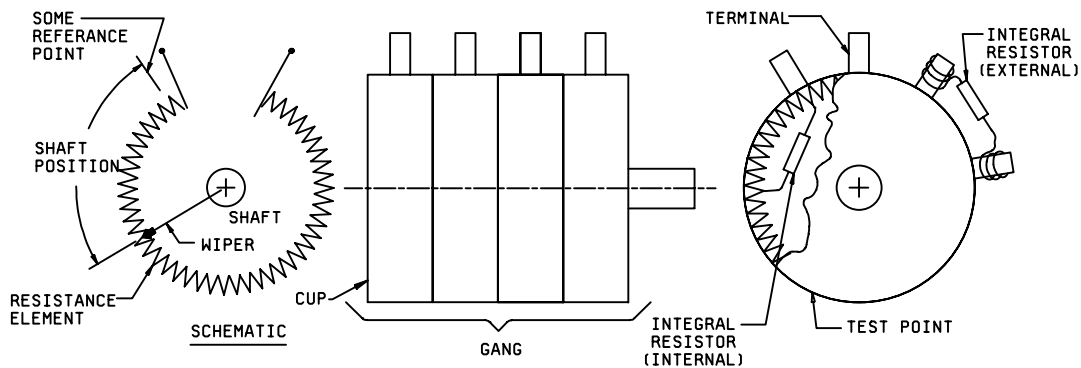 SOME
REFERANCE
POINT
SHAFT
POSITION
SHAFT
WIPER
RESISTANCE
ELEMENT
SCHEMATIC
CUP
GANG
TERMINAL
INTEGRAL
RESISTOR
(EXTERNAL)
INTEGRAL
RESISTOR
(INTERNAL)
TEST POINT